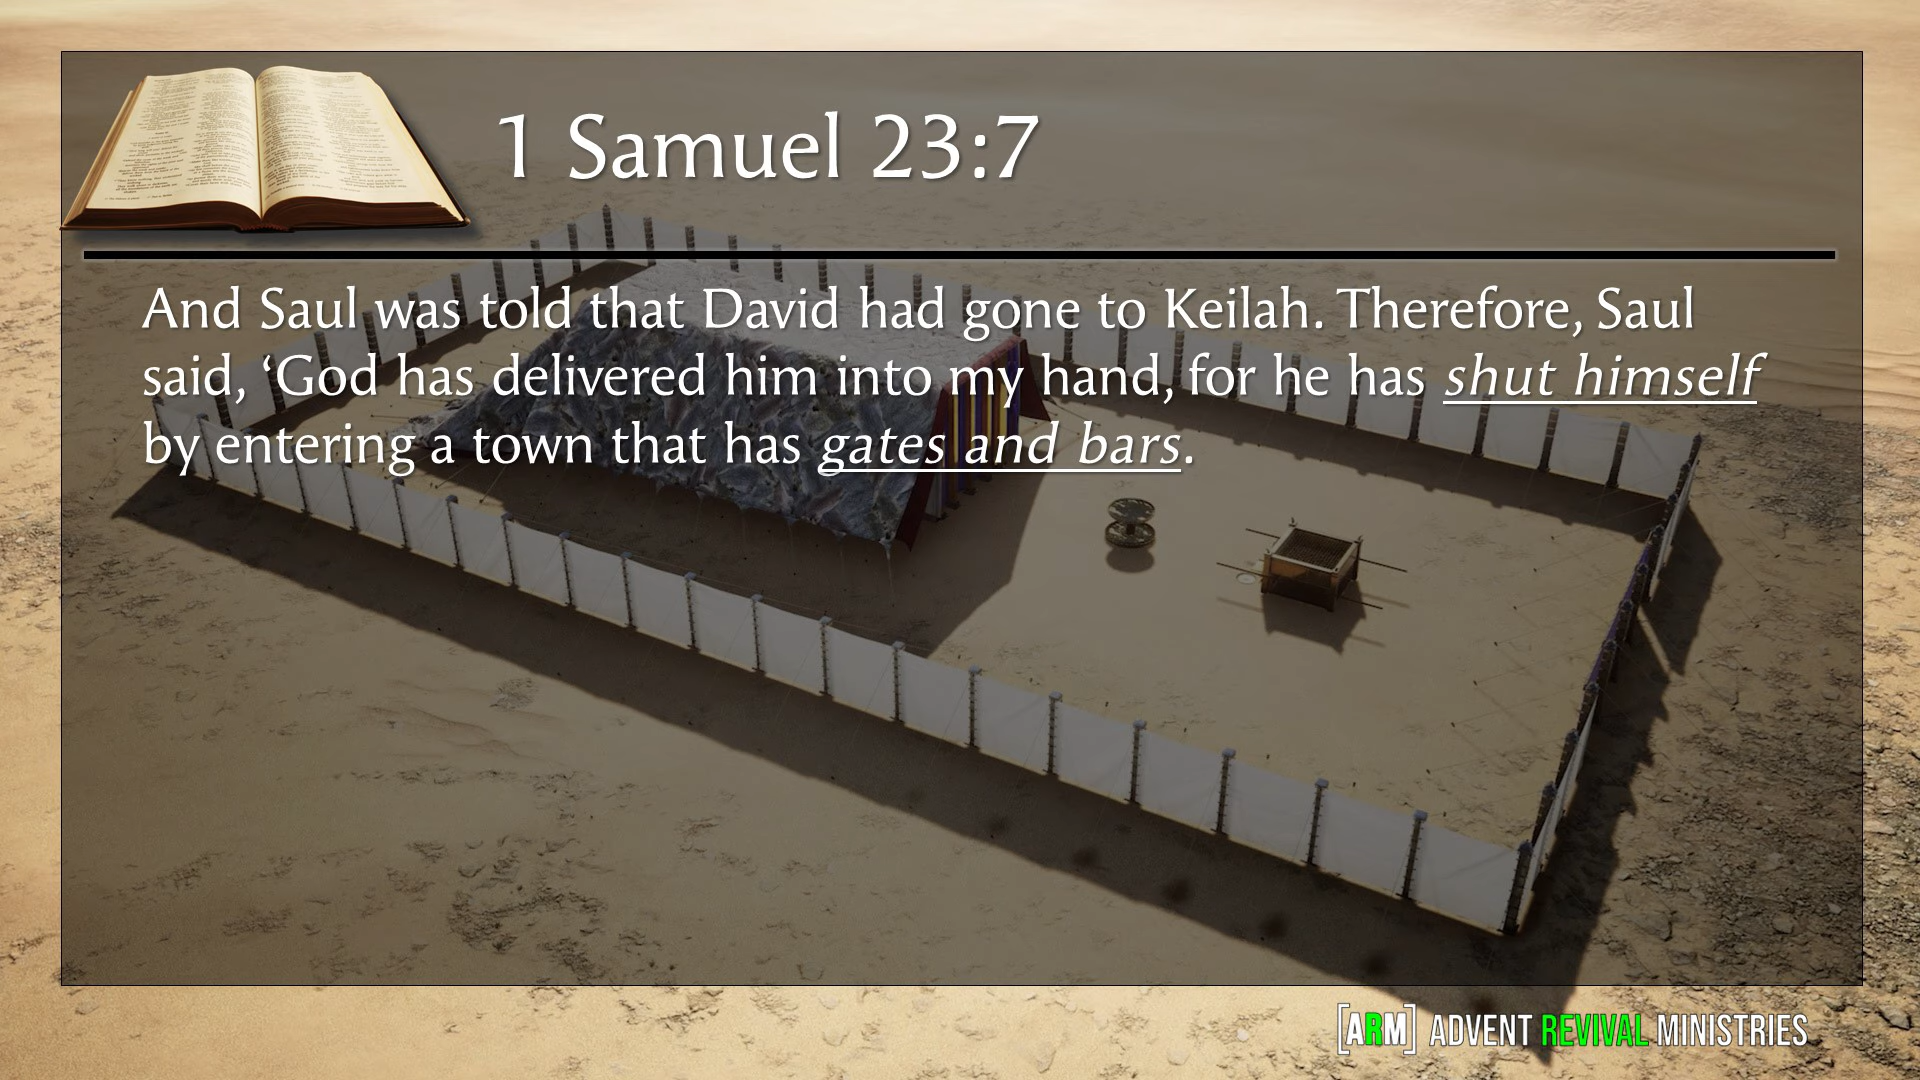 1 Samuel 23:7
And Saul was told that David had gone to Keilah. Therefore, Saul
said, ‘God has delivered him into my hand, for he has shut himself
by entering a town that has gates and bars.
[ARM] ADVENT REVIVAL MINISTRIES